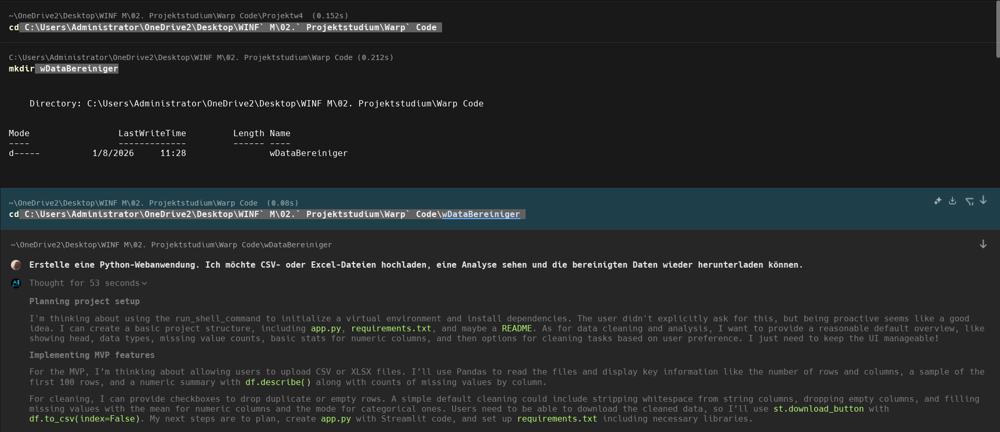 ~\OneDrive2\Desktop\WINF M\02. Projektstudium\Warp Code\Projektw4  (0.152s)
cd C:\Users\Administrator\OneDrive2\Desktop\WINF` M\02.` Projektstudium\Warp` Code
C:\Users\Administrator\OneDrive2\Desktop\WINF M\02. Projektstudium\Warp Code (0.212s)
mkdir wDataBereiniger
Directory: C:\Users\Administrator\OneDrive2\Desktop\WINF M\02. Projektstudium\Warp Code
Mode                 LastWriteTime         Length Name
----                 -------------         ------ ----
d-----          1/8/2026     11:28                wDataBereiniger
~\OneDrive2\Desktop\WINF M\02. Projektstudium\Warp Code  (0.08s)
cd C:\Users\Administrator\OneDrive2\Desktop\WINF` M\02.` Projektstudium\Warp` Code\wDataBereiniger
~\OneDrive2\Desktop\WINF M\02. Projektstudium\Warp Code\wDataBereiniger
Erstelle eine Python-Webanwendung. Ich möchte CSV- oder Excel-Dateien hochladen, eine Analyse sehen und die bereinigten Daten wieder herunterladen können.
Thought for 53 seconds
Planning project setup
I'm thinking about using the run_shell_command to initialize a virtual environment and install dependencies. The user didn't explicitly ask for this, but being proactive seems like a good
idea. I can create a basic project structure, including app.py, requirements.txt, and maybe a README. As for data cleaning and analysis, I want to provide a reasonable default overview, like
showing head, data types, missing value counts, basic stats for numeric columns, and then options for cleaning tasks based on user preference. I just need to keep the UI manageable!
Implementing MVP features
For the MVP, I’m thinking about allowing users to upload CSV or XLSX files. I’ll use Pandas to read the files and display key information like the number of rows and columns, a sample of the
first 100 rows, and a numeric summary with df.describe() along with counts of missing values by column.
For cleaning, I can provide checkboxes to drop duplicate or empty rows. A simple default cleaning could include stripping whitespace from string columns, dropping empty columns, and filling
missing values with the mean for numeric columns and the mode for categorical ones. Users need to be able to download the cleaned data, so I’ll use st.download_button with
df.to_csv(index=False). My next steps are to plan, create app.py with Streamlit code, and set up requirements.txt including necessary libraries.